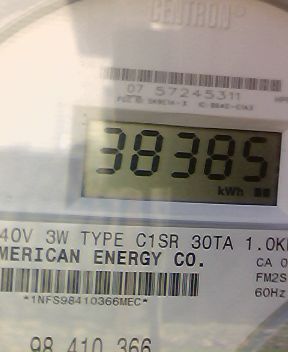 CENTRON®
07 57245311
38385
kWh
40V 3W TYPE C1SR 30TA 1.0K
MERICAN ENERGY CO.
CA 0
FM2S
60Hz
*1NFS98410366MEC*
98 410 366